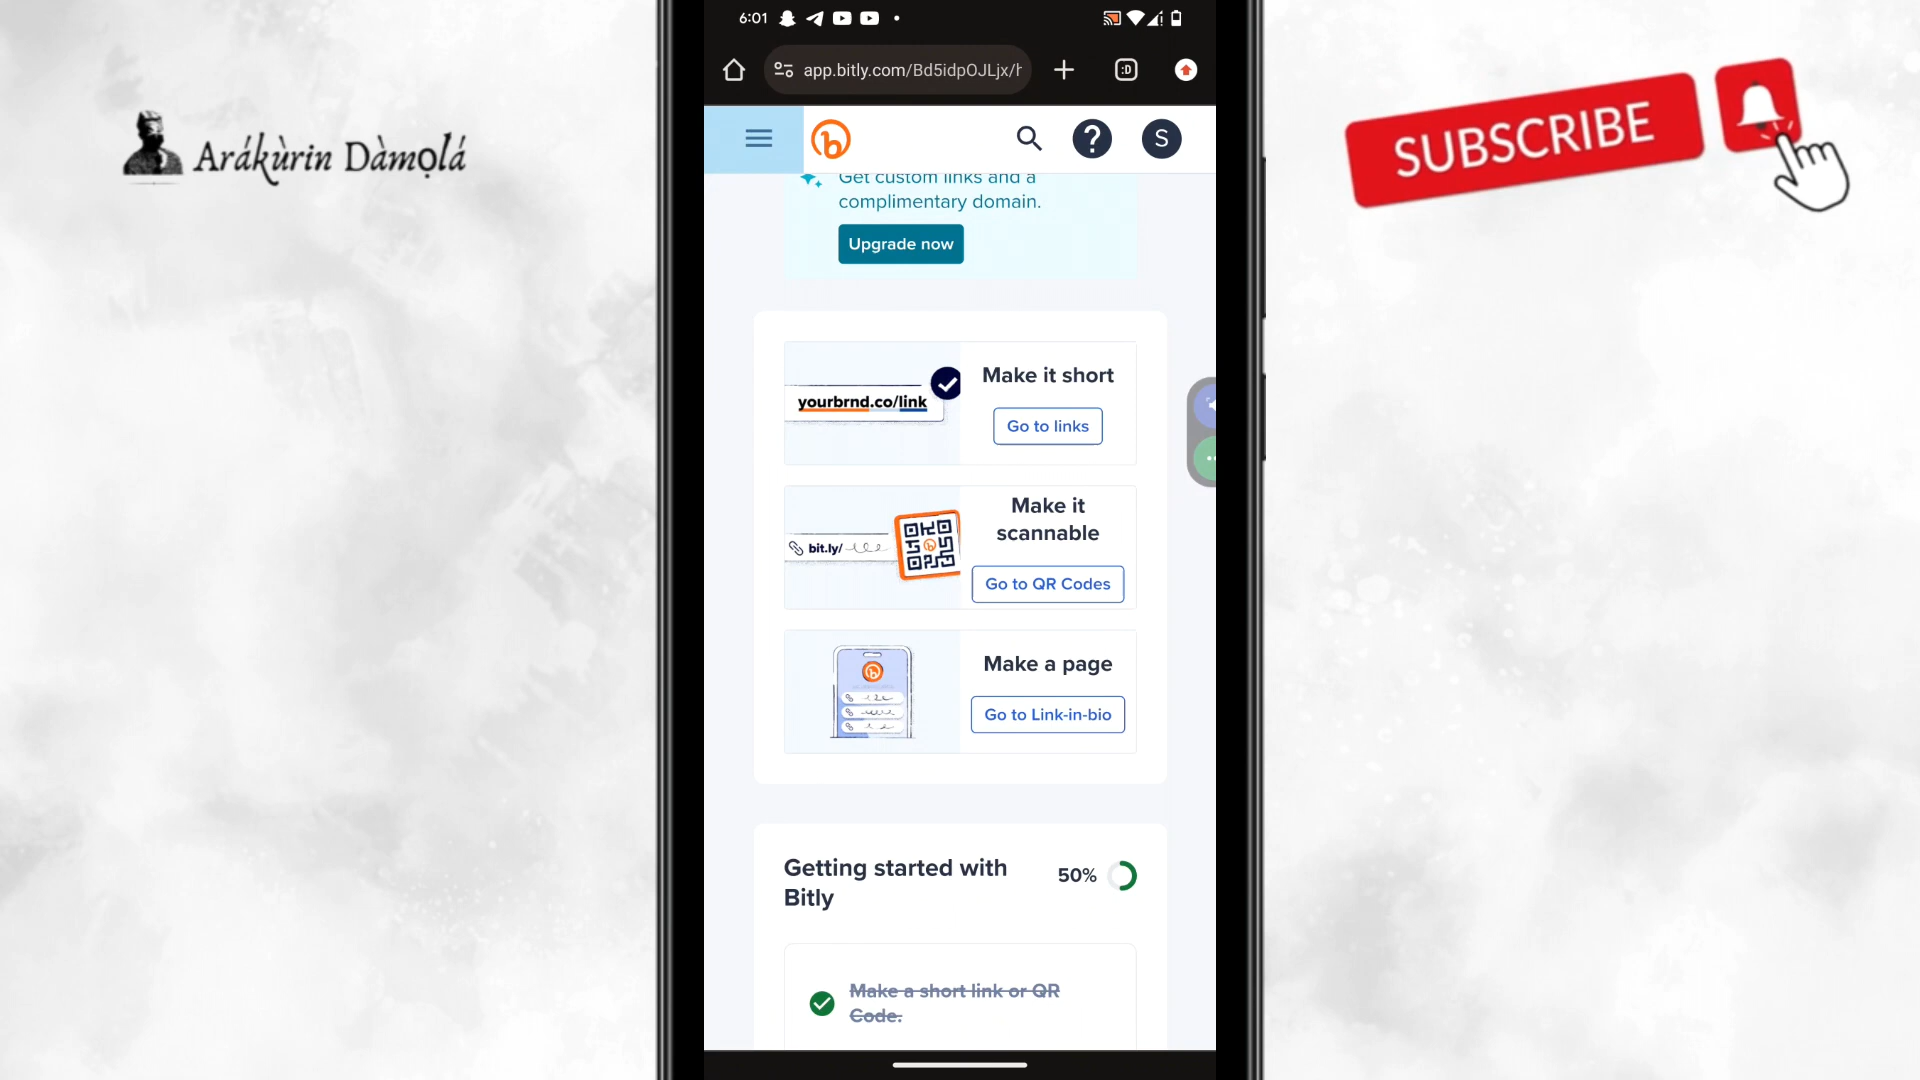 6:01
app.bitly.com/Bd5idpOJLjx/h
:D
S
Get custom links and a
complimentary domain.
Upgrade now
yourbrnd.co/link
Make it short
Go to links
bit.ly/
Make it
scannable
Go to QR Codes
Make a page
Go to Link-in-bio
Getting started with
Bitly
50%
Make a short link or QR
Code.
Arákùrin Dàmọlá
SUBSCRIBE